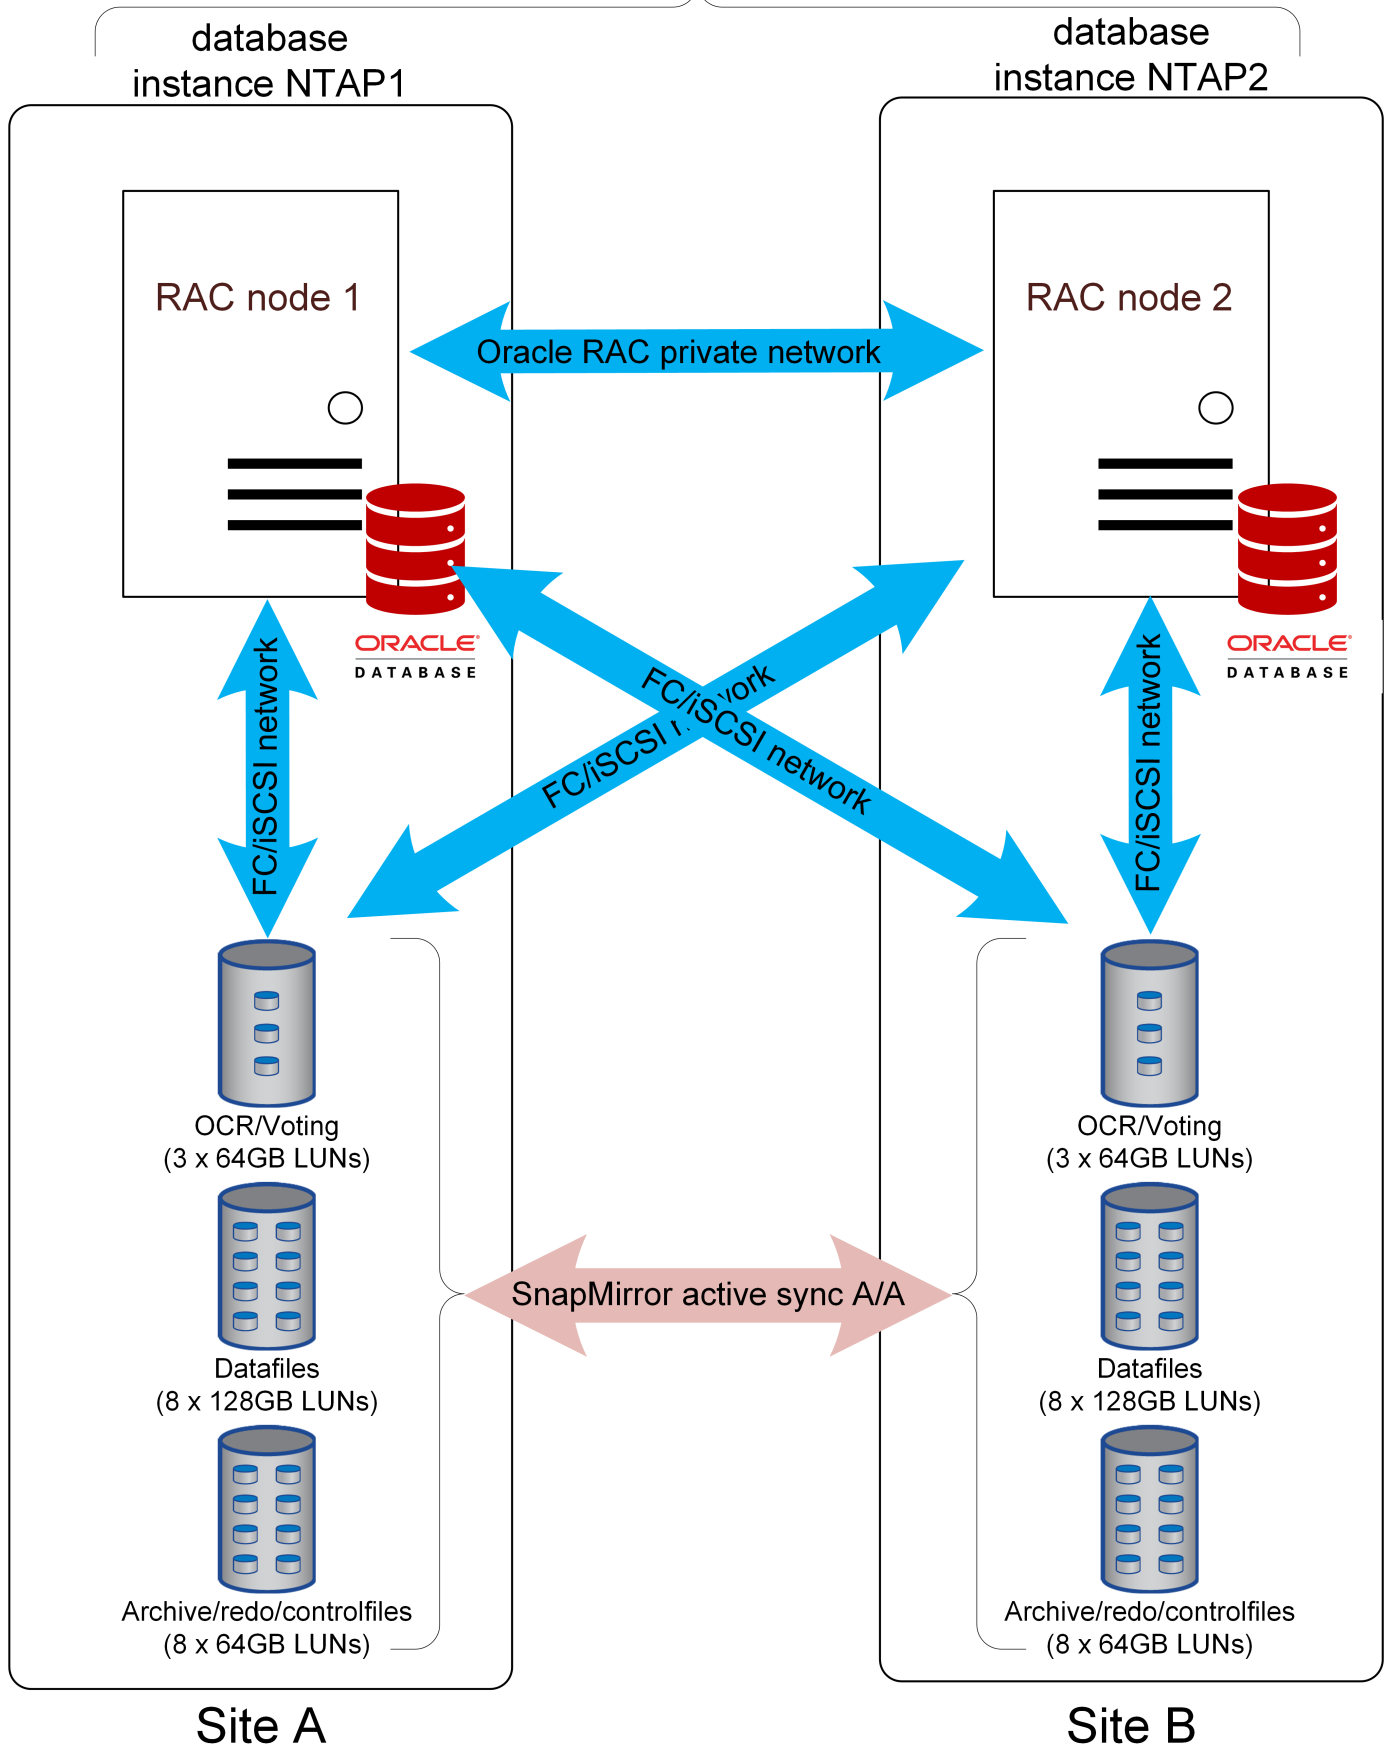 database
instance NTAP1
database
instance NTAP2
RAC node 1
RAC node 2
Oracle RAC private network
ORACLE®
DATABASE
ORACLE®
DATABASE
FC/iSCSI network
FC/iSCSI network
FC/iSCSI network
FC/iSCSI network
OCR/Voting
(3 x 64GB LUNs)
OCR/Voting
(3 x 64GB LUNs)
SnapMirror active sync A/A
Datafiles
(8 x 128GB LUNs)
Datafiles
(8 x 128GB LUNs)
Archive/redo/controlfiles
(8 x 64GB LUNs)
Archive/redo/controlfiles
(8 x 64GB LUNs)
Site A
Site B